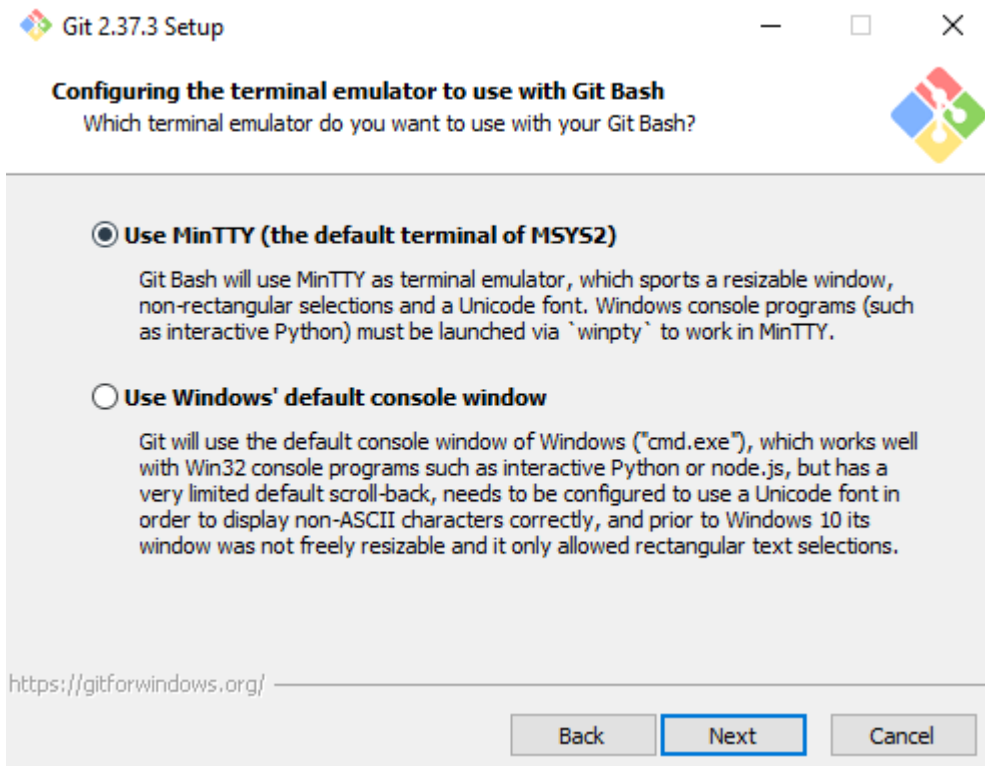 Git 2.37.3 Setup
Configuring the terminal emulator to use with Git Bash
Which terminal emulator do you want to use with your Git Bash?
Use MinTTY (the default terminal of MSYS2)
Git Bash will use MinTTY as terminal emulator, which sports a resizable window,
non-rectangular selections and a Unicode font. Windows console programs (such
as interactive Python) must be launched via `winpty` to work in MinTTY.
Use Windows' default console window
Git will use the default console window of Windows ("cmd.exe"), which works well
with Win32 console programs such as interactive Python or node.js, but has a
very limited default scroll-back, needs to be configured to use a Unicode font in
order to display non-ASCII characters correctly, and prior to Windows 10 its
window was not freely resizable and it only allowed rectangular text selections.
https://gitforwindows.org/
Back Next Cancel